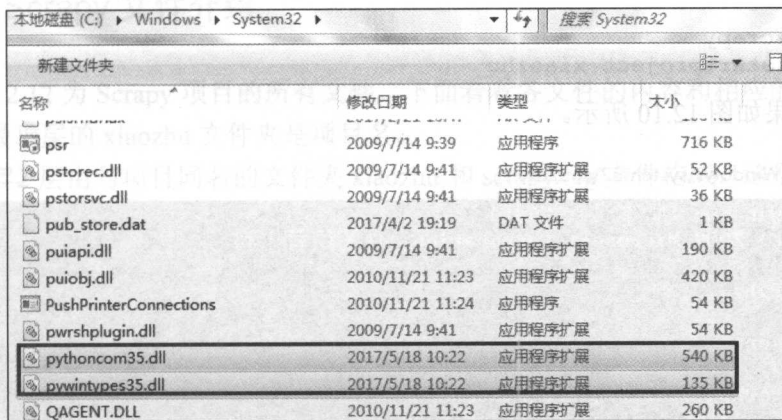 本地磁盘 (C:) ▸ Windows ▸ System32 ▸ 搜索 System32
新建文件夹
名称 修改日期 类型 大小
psr 2009/7/14 9:39 应用程序 716 KB
pstorec.dll 2009/7/14 9:41 应用程序扩展 52 KB
pstorsvc.dll 2009/7/14 9:41 应用程序扩展 36 KB
pub_store.dat 2017/4/2 19:19 DAT 文件 1 KB
puiapi.dll 2009/7/14 9:41 应用程序扩展 190 KB
puiobj.dll 2010/11/21 11:23 应用程序扩展 420 KB
PushPrinterConnections 2010/11/21 11:24 应用程序 54 KB
pwrshplugin.dll 2009/7/14 9:41 应用程序扩展 54 KB
pythoncom35.dll 2017/5/18 10:22 应用程序扩展 540 KB
pywintypes35.dll 2017/5/18 10:22 应用程序扩展 135 KB
QAGENT.DLL 2010/11/21 11:23 应用程序扩展 260 KB